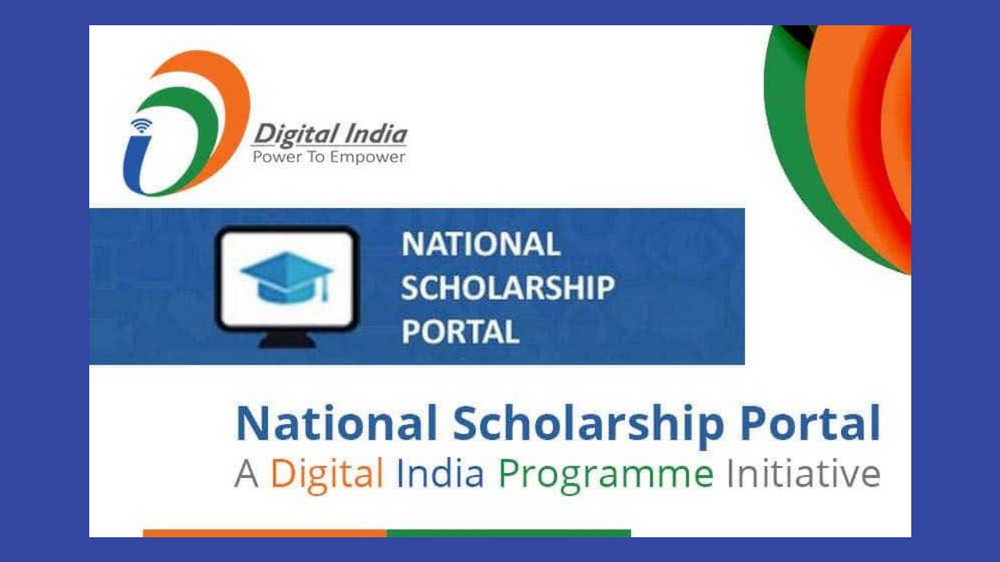 Digital India
Power To Empower
NATIONAL
SCHOLARSHIP
PORTAL
National Scholarship Portal
A Digital India Programme Initiative